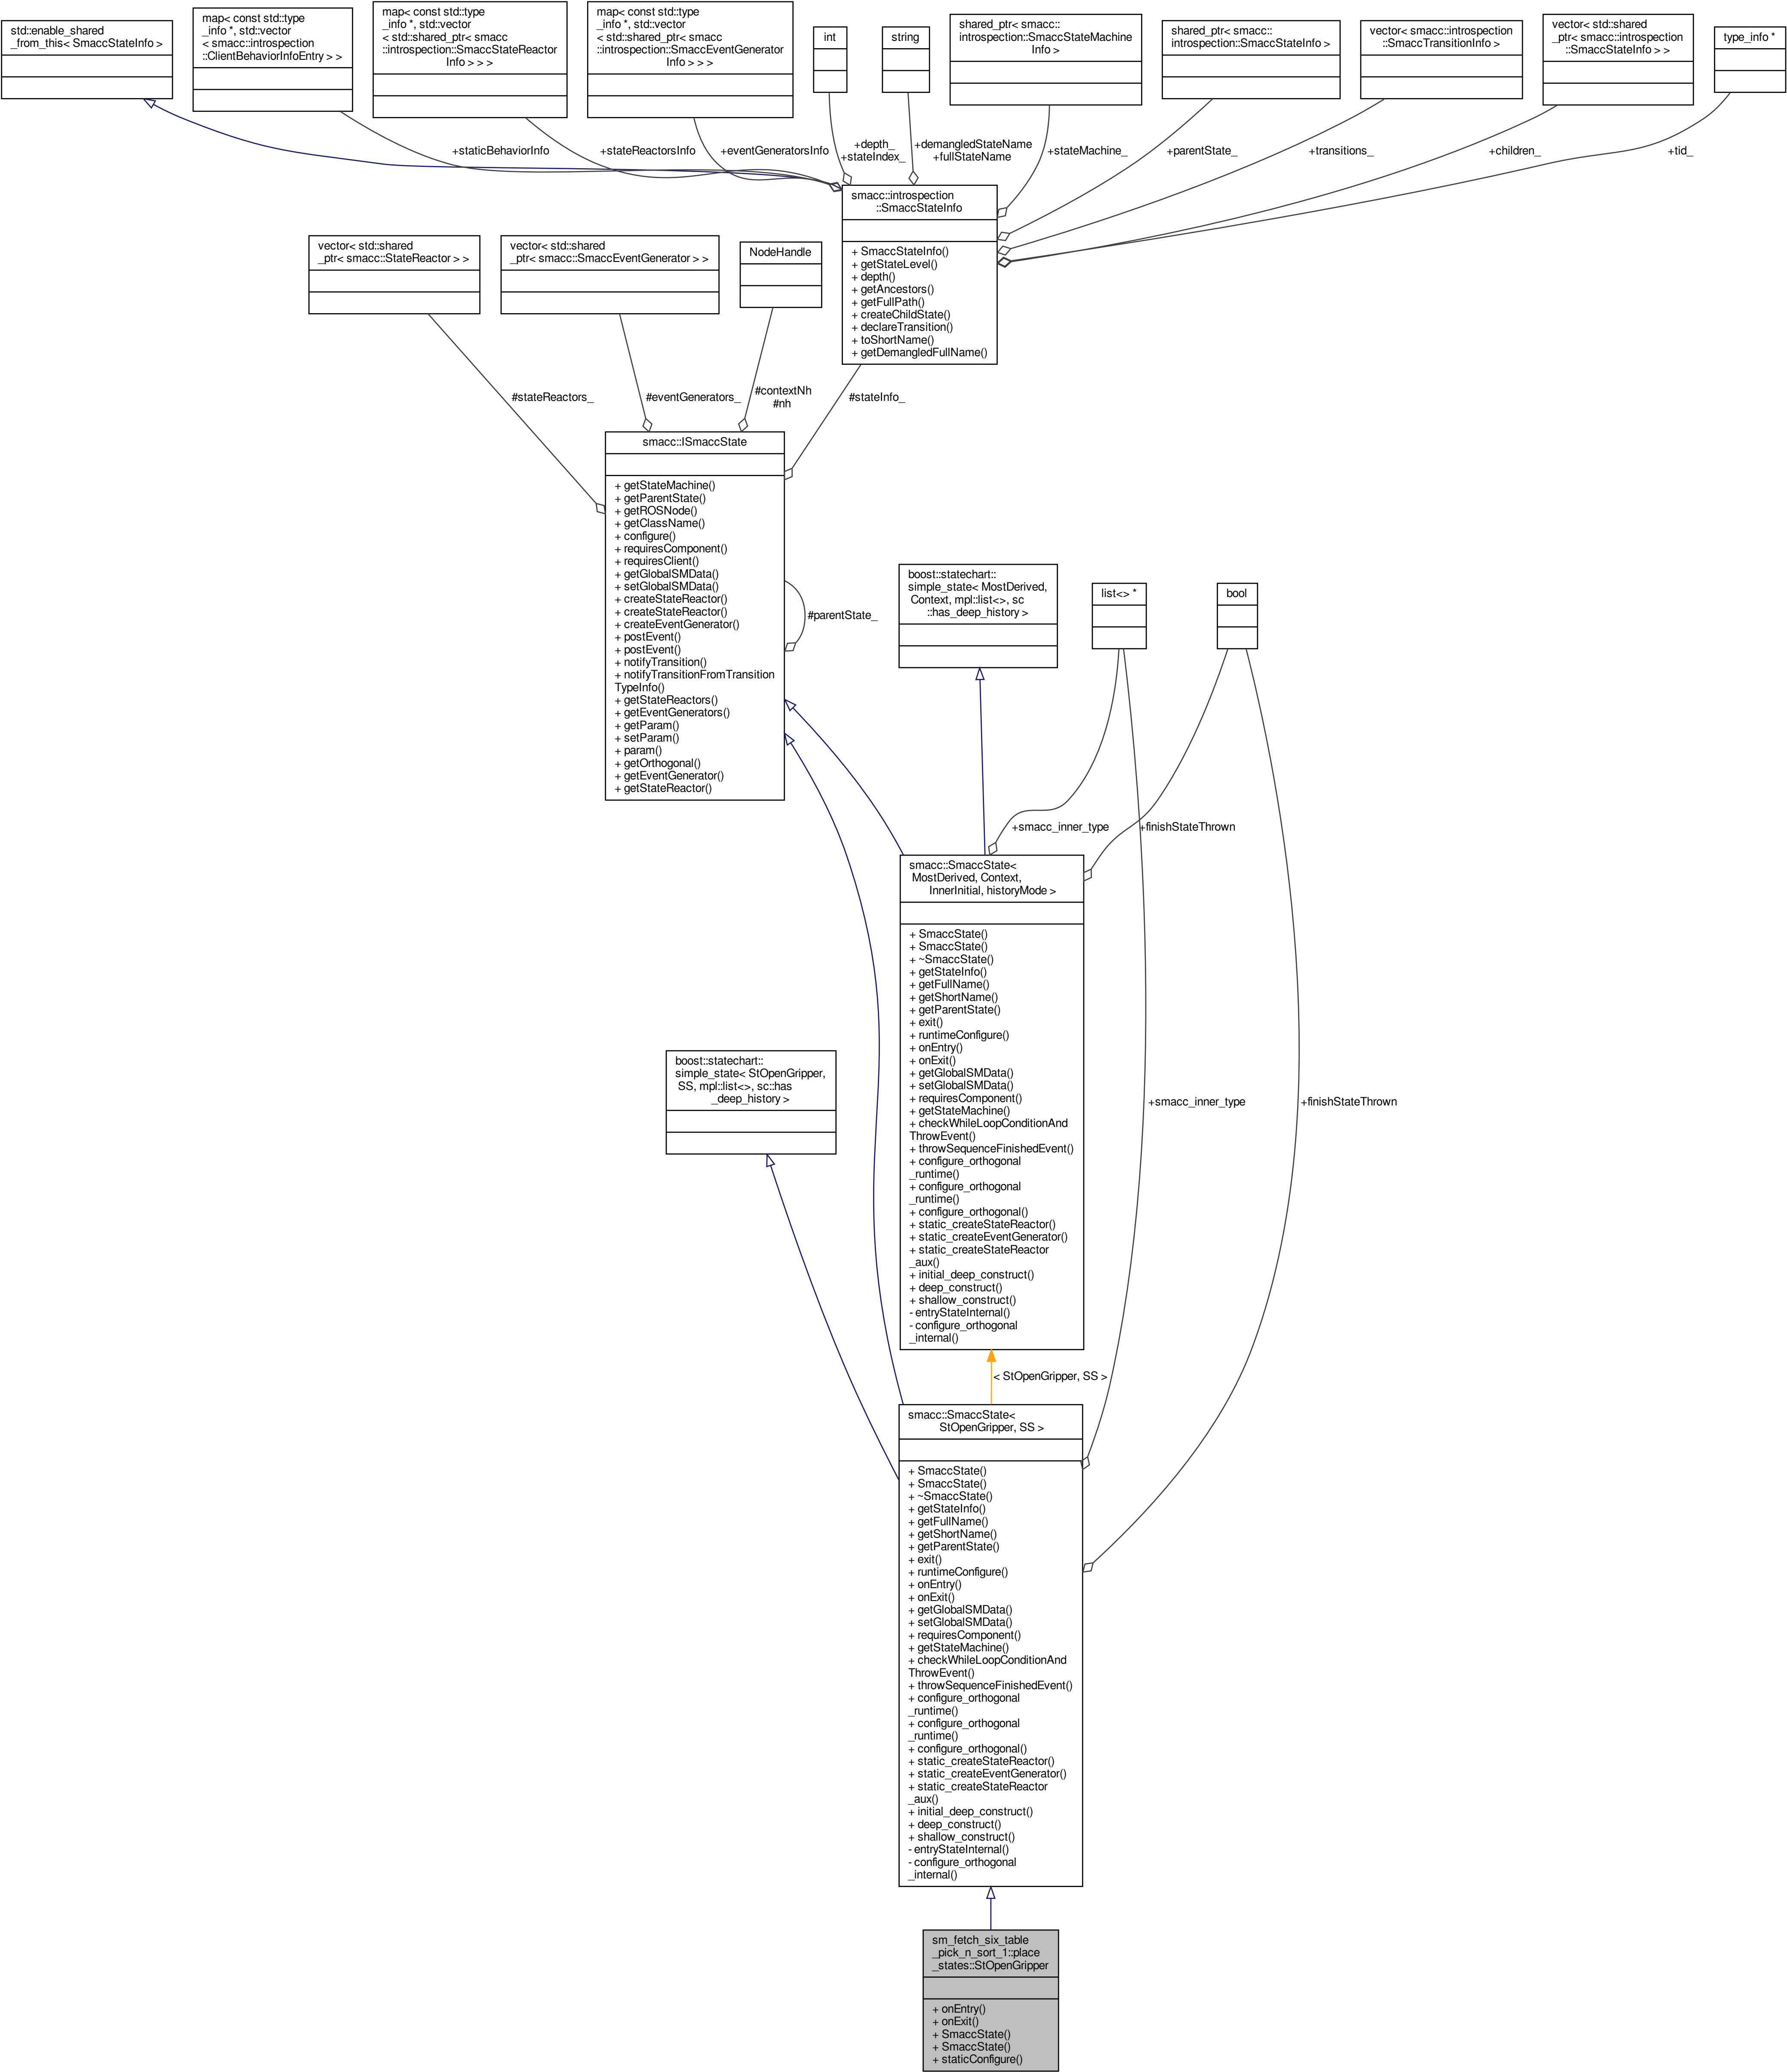 std::enable_shared
_from_this< SmaccStateInfo >
map< const std::type
_info *, std::vector
< smacc::introspection
::ClientBehaviorInfoEntry > >
map< const std::type
_info *, std::vector
< std::shared_ptr< smacc
::introspection::SmaccStateReactor
Info > > >
map< const std::type
_info *, std::vector
< std::shared_ptr< smacc
::introspection::SmaccEventGenerator
Info > > >
int
string
shared_ptr< smacc::
introspection::SmaccStateMachine
Info >
shared_ptr< smacc::
introspection::SmaccStateInfo >
vector< smacc::introspection
::SmaccTransitionInfo >
vector< std::shared
_ptr< smacc::introspection
::SmaccStateInfo > >
type_info *
+staticBehaviorInfo
+stateReactorsInfo
+eventGeneratorsInfo
+depth_
+stateIndex_
+demangledStateName
+fullStateName
+stateMachine_
+parentState_
+transitions_
+children_
+tid_
smacc::introspection
::SmaccStateInfo
+ SmaccStateInfo()
+ getStateLevel()
+ depth()
+ getAncestors()
+ getFullPath()
+ createChildState()
+ declareTransition()
+ toShortName()
+ getDemangledFullName()
vector< std::shared
_ptr< smacc::StateReactor > >
vector< std::shared
_ptr< smacc::SmaccEventGenerator > >
NodeHandle
#stateReactors_
#eventGenerators_
#contextNh
#nh
#stateInfo_
smacc::ISmaccState
+ getStateMachine()
+ getParentState()
+ getROSNode()
+ getClassName()
+ configure()
+ requiresComponent()
+ requiresClient()
+ getGlobalSMData()
+ setGlobalSMData()
+ createStateReactor()
+ createStateReactor()
+ createEventGenerator()
+ postEvent()
+ postEvent()
+ notifyTransition()
+ notifyTransitionFromTransition
TypeInfo()
+ getStateReactors()
+ getEventGenerators()
+ getParam()
+ setParam()
+ param()
+ getOrthogonal()
+ getEventGenerator()
+ getStateReactor()
#parentState_
boost::statechart::
simple_state< MostDerived,
Context, mpl::list<>, sc
::has_deep_history >
list<> *
bool
+smacc_inner_type
+finishStateThrown
smacc::SmaccState<
MostDerived, Context,
InnerInitial, historyMode >
+ SmaccState()
+ SmaccState()
+ ~SmaccState()
+ getStateInfo()
+ getFullName()
+ getShortName()
+ getParentState()
+ exit()
+ runtimeConfigure()
+ onEntry()
+ onExit()
+ getGlobalSMData()
+ setGlobalSMData()
+ requiresComponent()
+ getStateMachine()
+ checkWhileLoopConditionAnd
ThrowEvent()
+ throwSequenceFinishedEvent()
+ configure_orthogonal
_runtime()
+ configure_orthogonal
_runtime()
+ configure_orthogonal()
+ static_createStateReactor()
+ static_createEventGenerator()
+ static_createStateReactor
_aux()
+ initial_deep_construct()
+ deep_construct()
+ shallow_construct()
- entryStateInternal()
- configure_orthogonal
_internal()
boost::statechart::
simple_state< StOpenGripper,
SS, mpl::list<>, sc::has
_deep_history >
+smacc_inner_type
+finishStateThrown
< StOpenGripper, SS >
smacc::SmaccState<
StOpenGripper, SS >
+ SmaccState()
+ SmaccState()
+ ~SmaccState()
+ getStateInfo()
+ getFullName()
+ getShortName()
+ getParentState()
+ exit()
+ runtimeConfigure()
+ onEntry()
+ onExit()
+ getGlobalSMData()
+ setGlobalSMData()
+ requiresComponent()
+ getStateMachine()
+ checkWhileLoopConditionAnd
ThrowEvent()
+ throwSequenceFinishedEvent()
+ configure_orthogonal
_runtime()
+ configure_orthogonal
_runtime()
+ configure_orthogonal()
+ static_createStateReactor()
+ static_createEventGenerator()
+ static_createStateReactor
_aux()
+ initial_deep_construct()
+ deep_construct()
+ shallow_construct()
- entryStateInternal()
- configure_orthogonal
_internal()
sm_fetch_six_table
_pick_n_sort_1::place
_states::StOpenGripper
+ onEntry()
+ onExit()
+ SmaccState()
+ SmaccState()
+ staticConfigure()